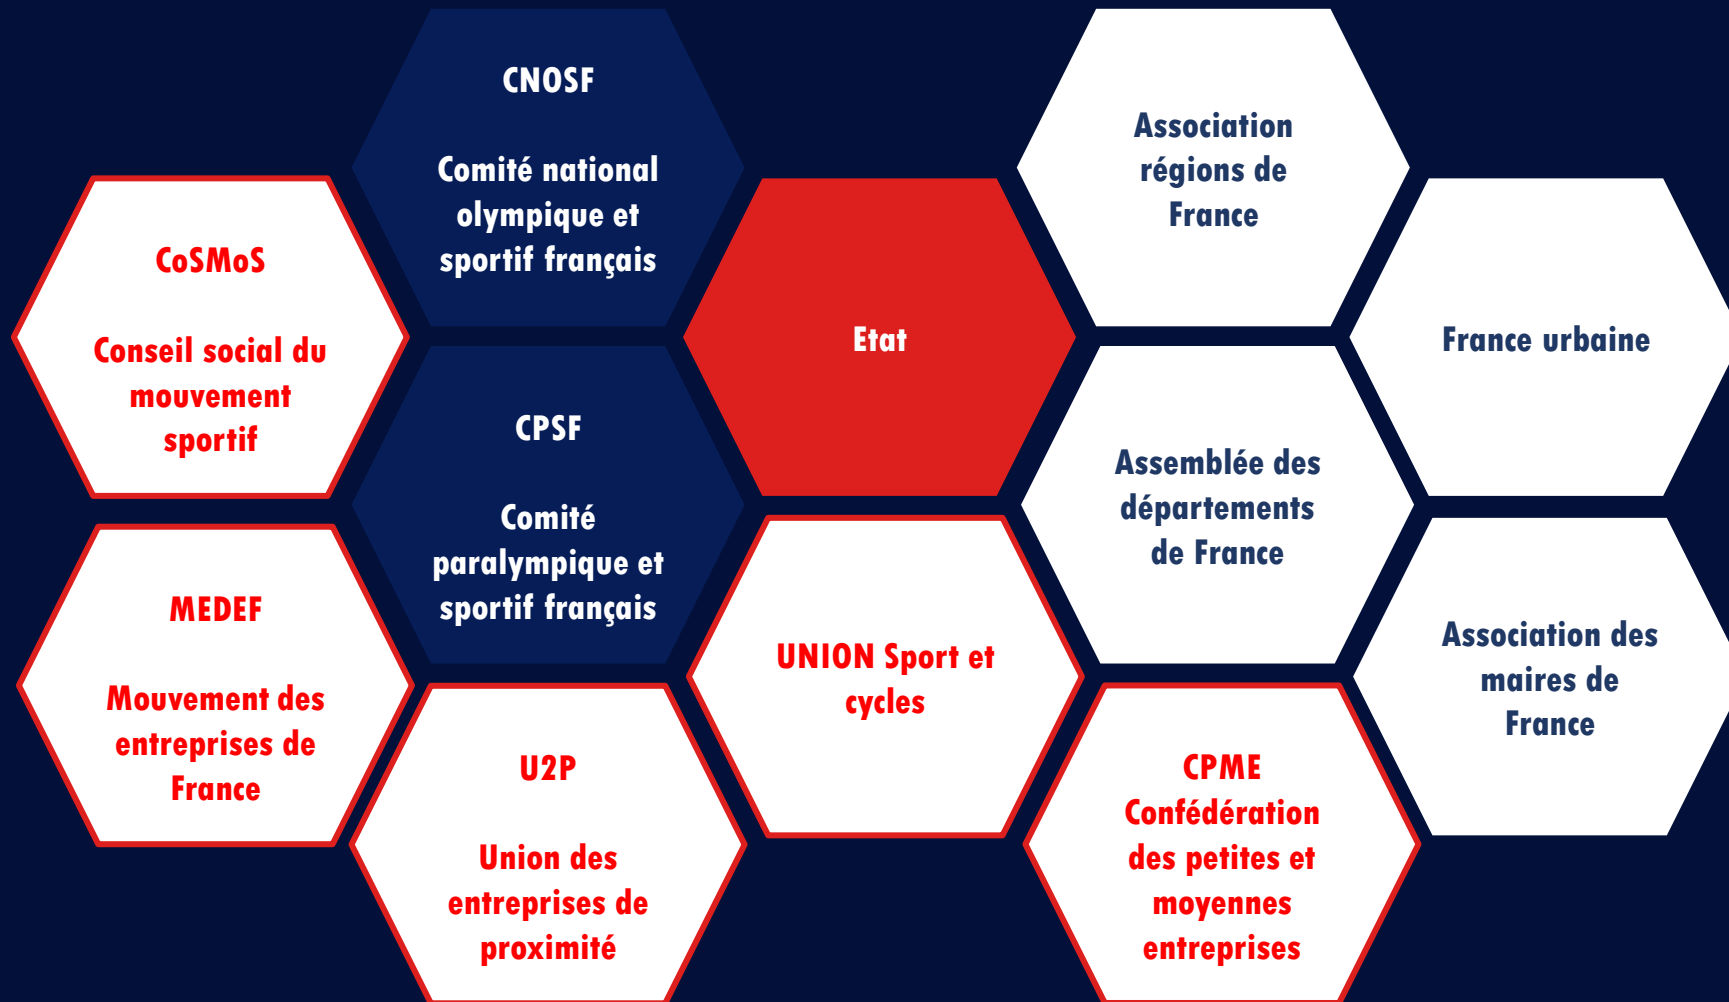 CNOSF
Comité national
olympique et
sportif français
Association
régions de
France
CoSMoS
Conseil social du
mouvement
sportif
Etat
France urbaine
CPSF
Comité
paralympique et
sportif français
Assemblée des
départements
de France
MEDEF
Mouvement des
entreprises de
France
UNION Sport et
cycles
Association des
maires de
France
U2P
Union des
entreprises de
proximité
CPME
Confédération
des petites et
moyennes
entreprises